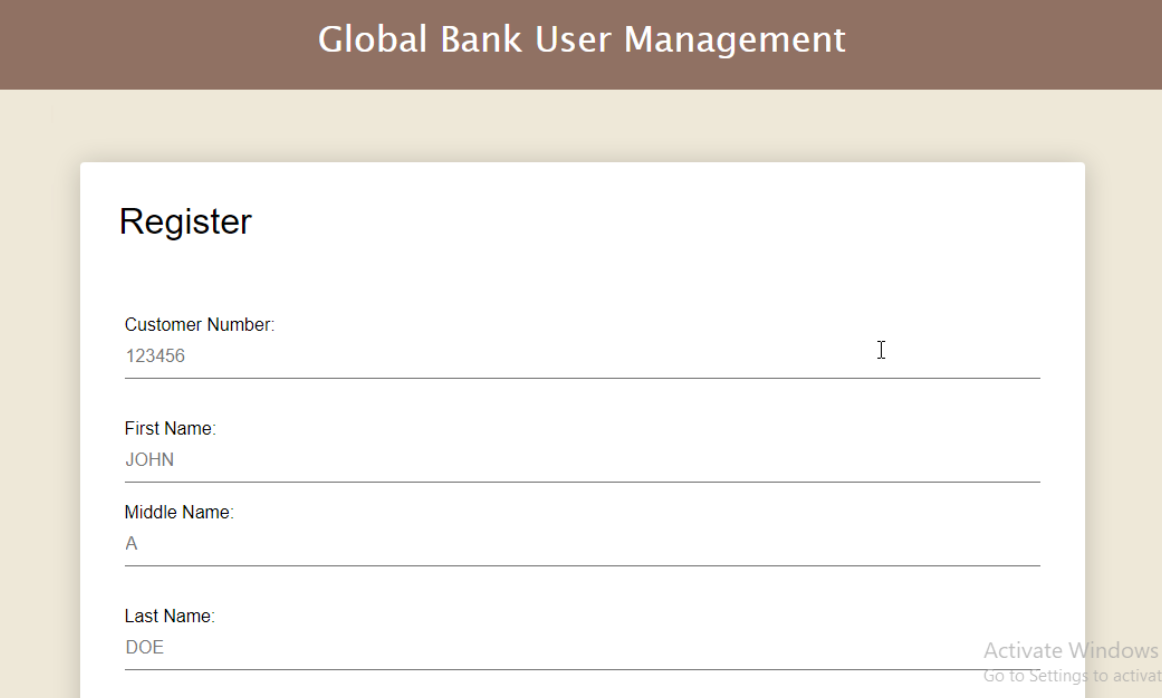 Global Bank User Management
Register
Customer Number:
123456
First Name:
JOHN
Middle Name:
A
Last Name:
DOE
Activate Windows
Go to Settings to activat